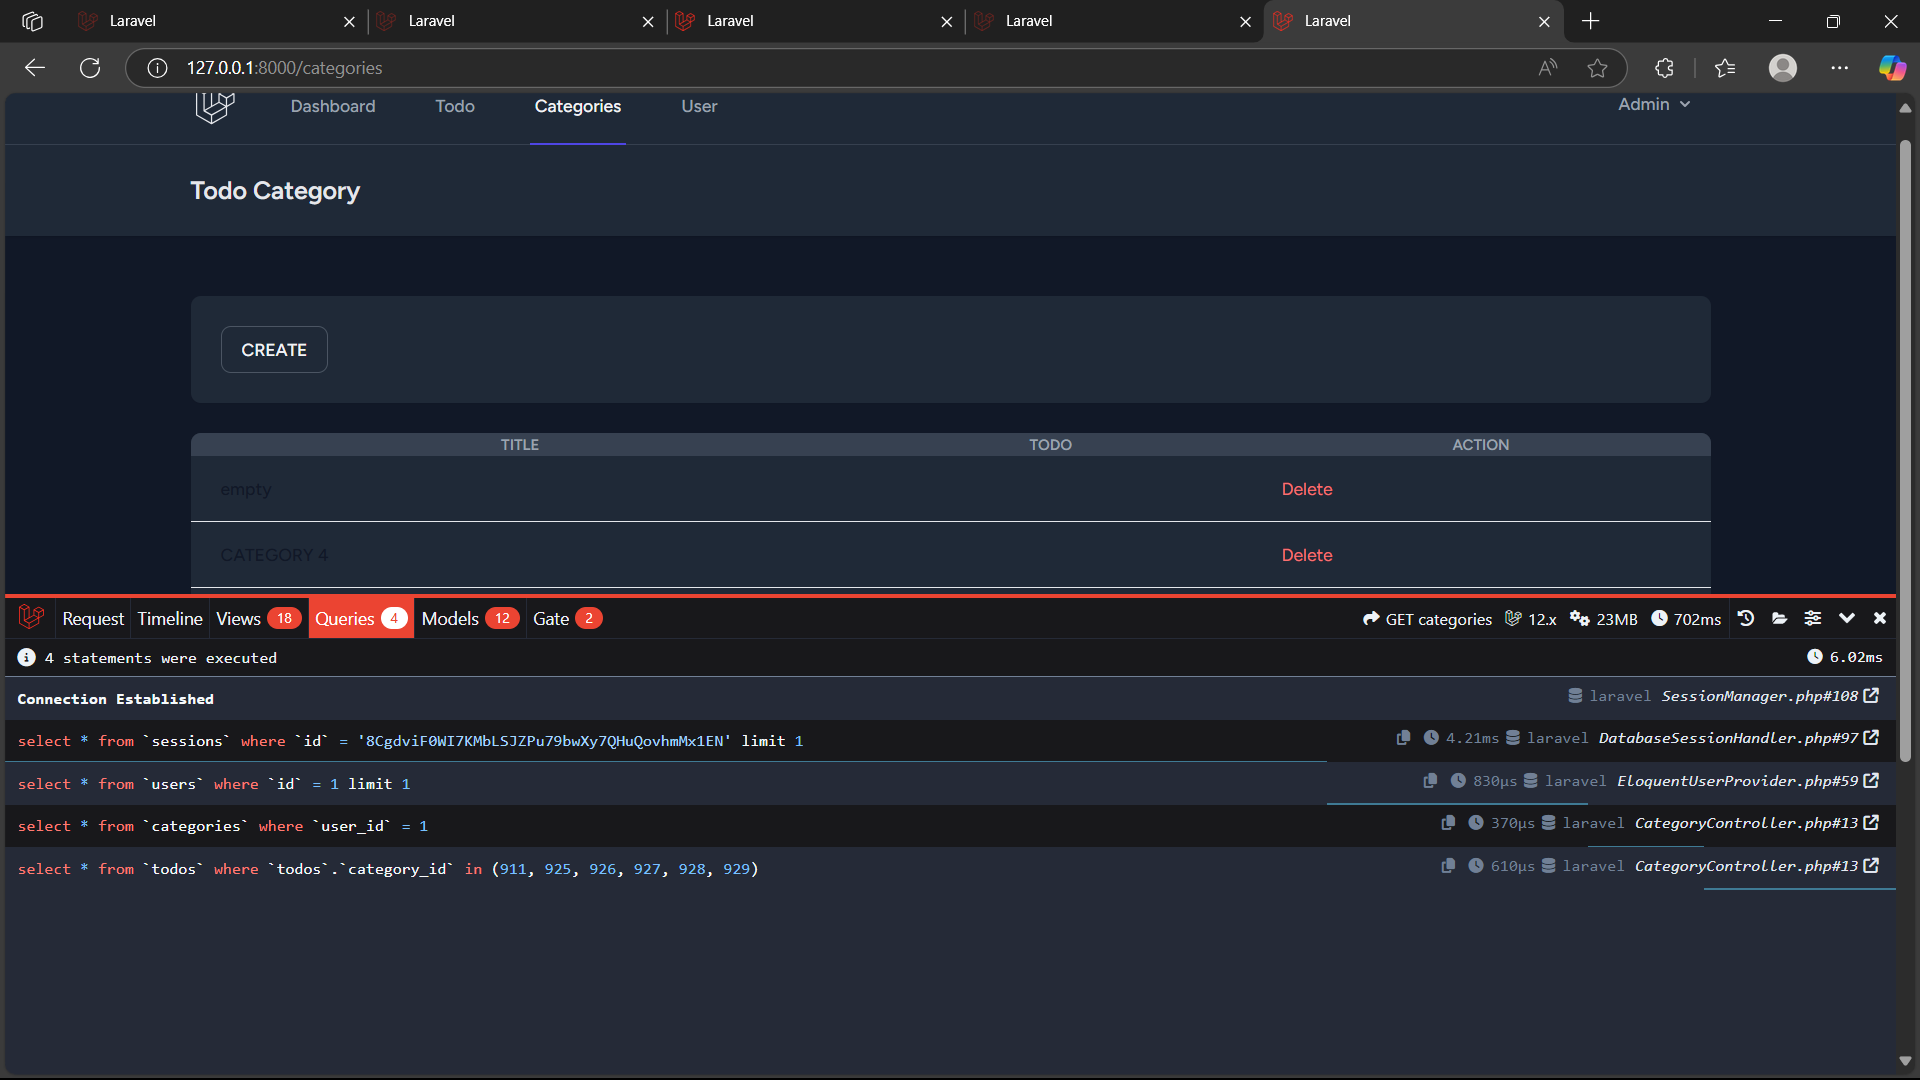 Laravel
Laravel
Laravel
Laravel
Laravel
127.0.0.1:8000/categories
Dashboard Todo Categories User Admin
Todo Category
CREATE
TITLE TODO ACTION
empty Delete
CATEGORY 4 Delete
Request Timeline Views 18 Queries 4 Models 12 Gate 2 GET categories 12.x 23MB 702ms
4 statements were executed 6.02ms
Connection Established laravel SessionManager.php#108
select * from `sessions` where `id` = '8CgdviF0WI7KMbLSJZPu79bwXy7QHuQovhmMx1EN' limit 1 4.21ms laravel DatabaseSessionHandler.php#97
select * from `users` where `id` = 1 limit 1 830μs laravel EloquentUserProvider.php#59
select * from `categories` where `user_id` = 1 370μs laravel CategoryController.php#13
select * from `todos` where `todos`.`category_id` in (911, 925, 926, 927, 928, 929) 610μs laravel CategoryController.php#13